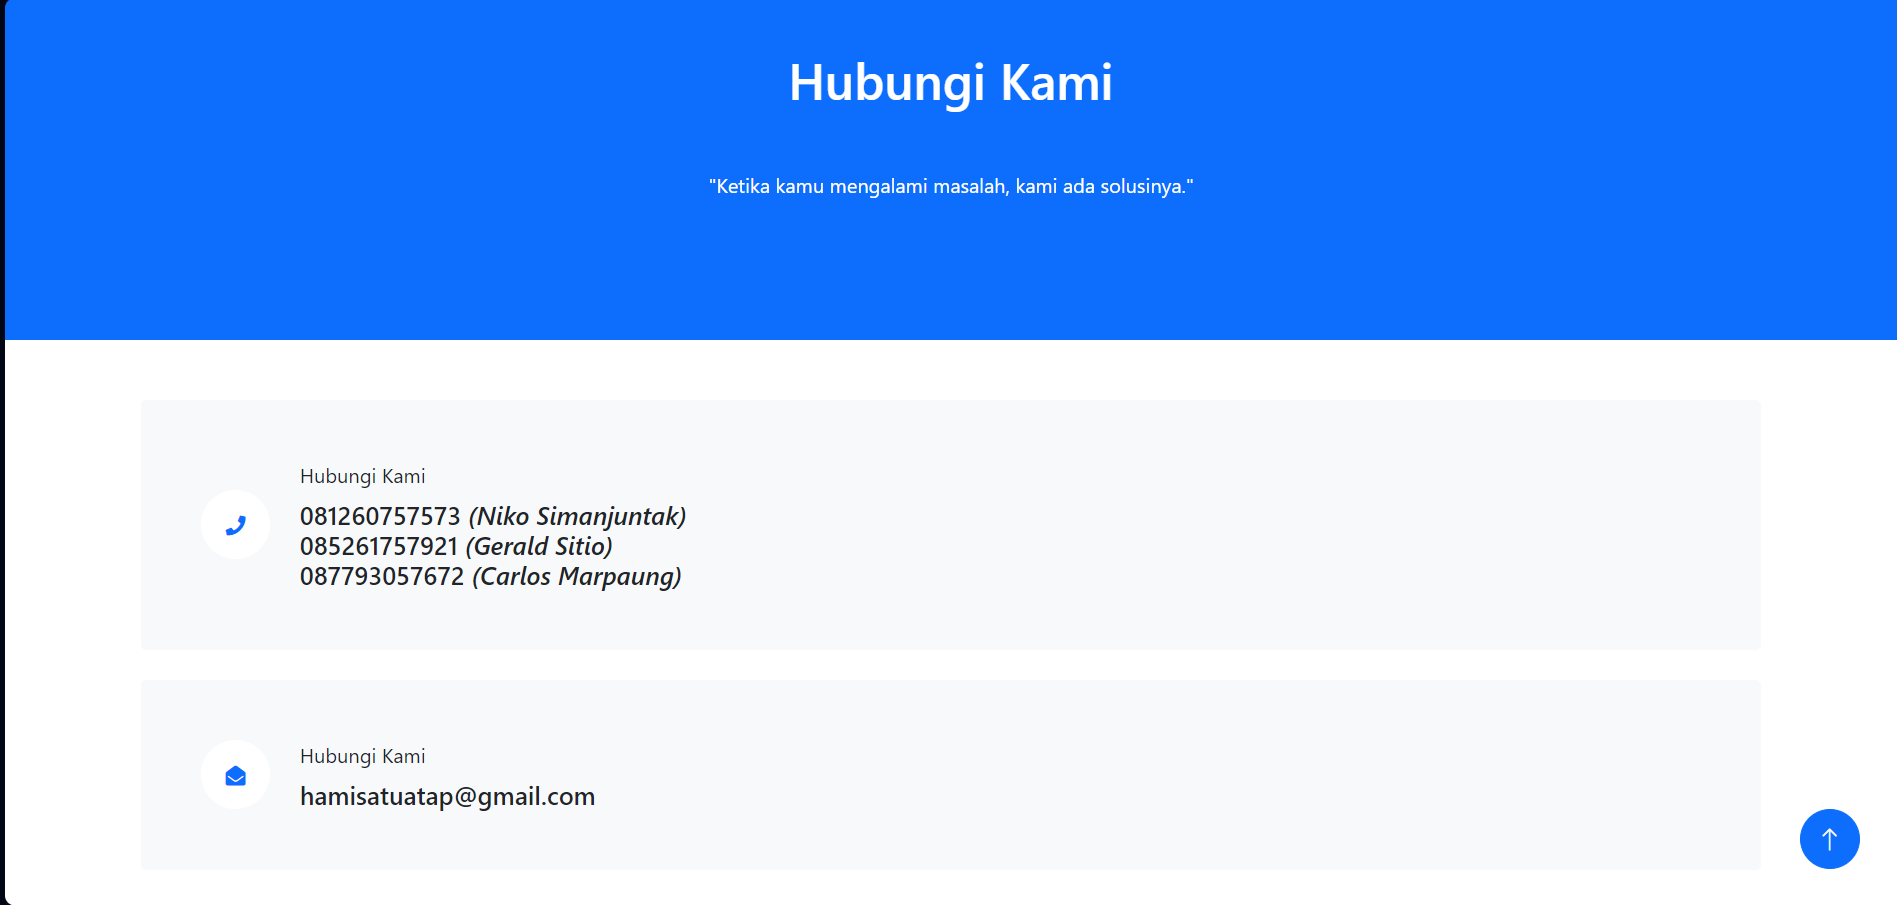 Hubungi Kami
"Ketika kamu mengalami masalah, kami ada solusinya."
Hubungi Kami
081260757573 (Niko Simanjuntak)
085261757921 (Gerald Sitio)
087793057672 (Carlos Marpaung)
Hubungi Kami
hamisatuatap@gmail.com